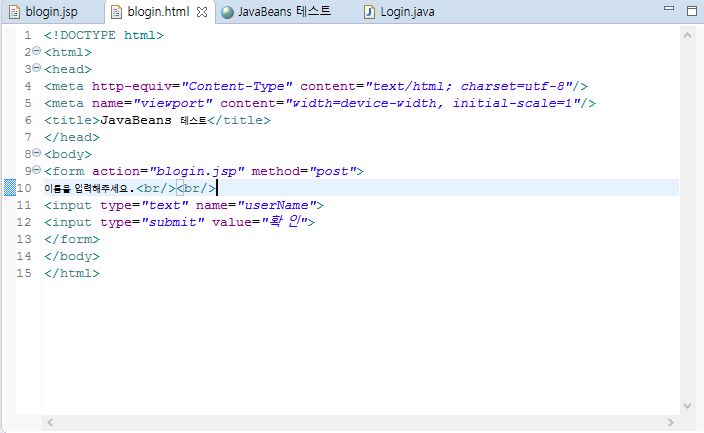 blogin.jsp blogin.html JavaBeans 테스트 Login.java
1 <!DOCTYPE html>
2 <html>
3 <head>
4 <meta http-equiv="Content-Type" content="text/html; charset=utf-8"/>
5 <meta name="viewport" content="width=device-width, initial-scale=1"/>
6 <title>JavaBeans 테스트</title>
7 </head>
8 <body>
9 <form action="blogin.jsp" method="post">
10 이름을 입력해주세요.<br/><br/>
11 <input type="text" name="userName">
12 <input type="submit" value="확 인">
13 </form>
14 </body>
15 </html>